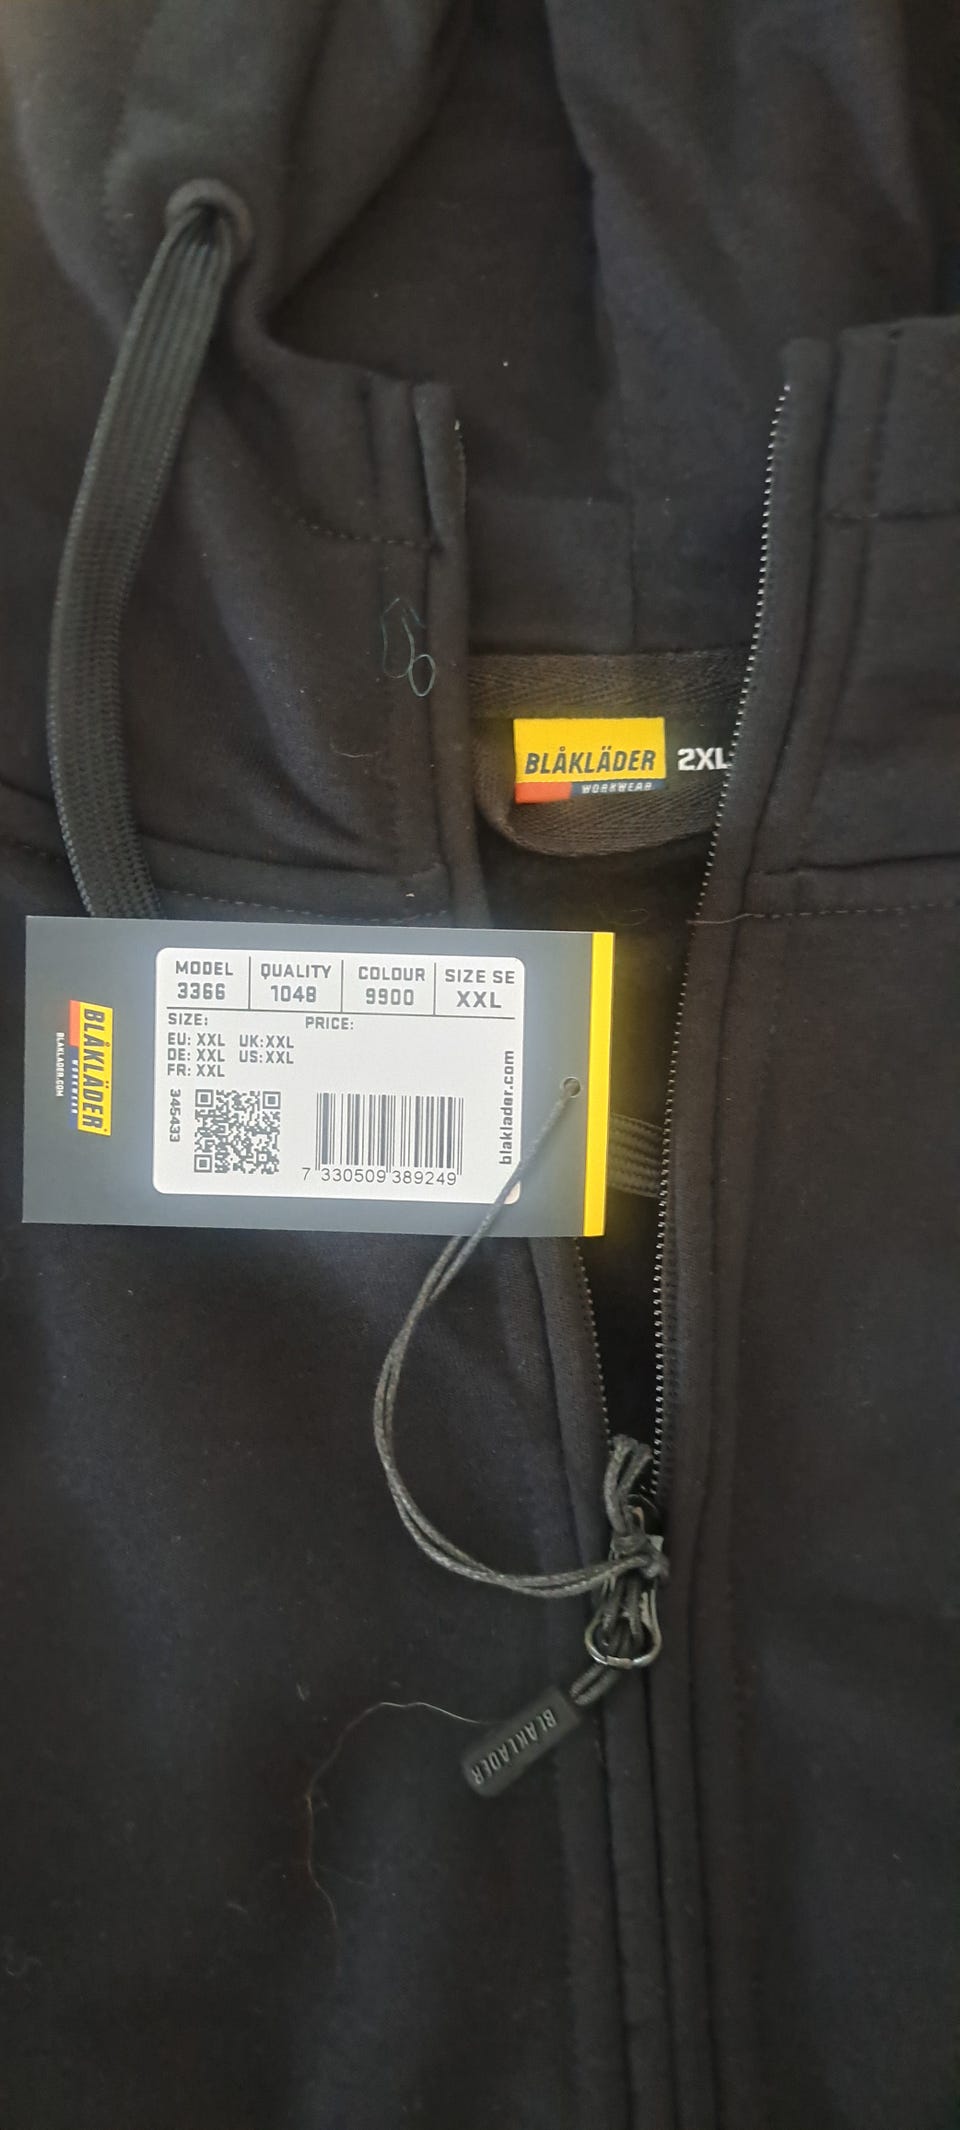 BLÅKLÄDER 2XL
WORKWEAR
MODEL QUALITY COLOUR SIZE SE
3366 1048 9900 XXL
SIZE: PRICE:
EU: XXL UK:XXL
DE: XXL US:XXL
FR: XXL
345433
7 330509 389249
blaklader.com
BLÅKLÄDER
WORKWEAR
BLAKLADER.COM
BLÅKLÄDER